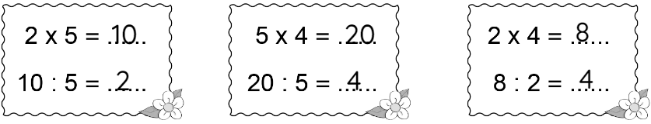 2 x 5 = .10...
10 : 5 = ..2...
5 x 4 = ..20..
20 : 5 = ..4...
2 x 4 = ..8...
8 : 2 = ..4...